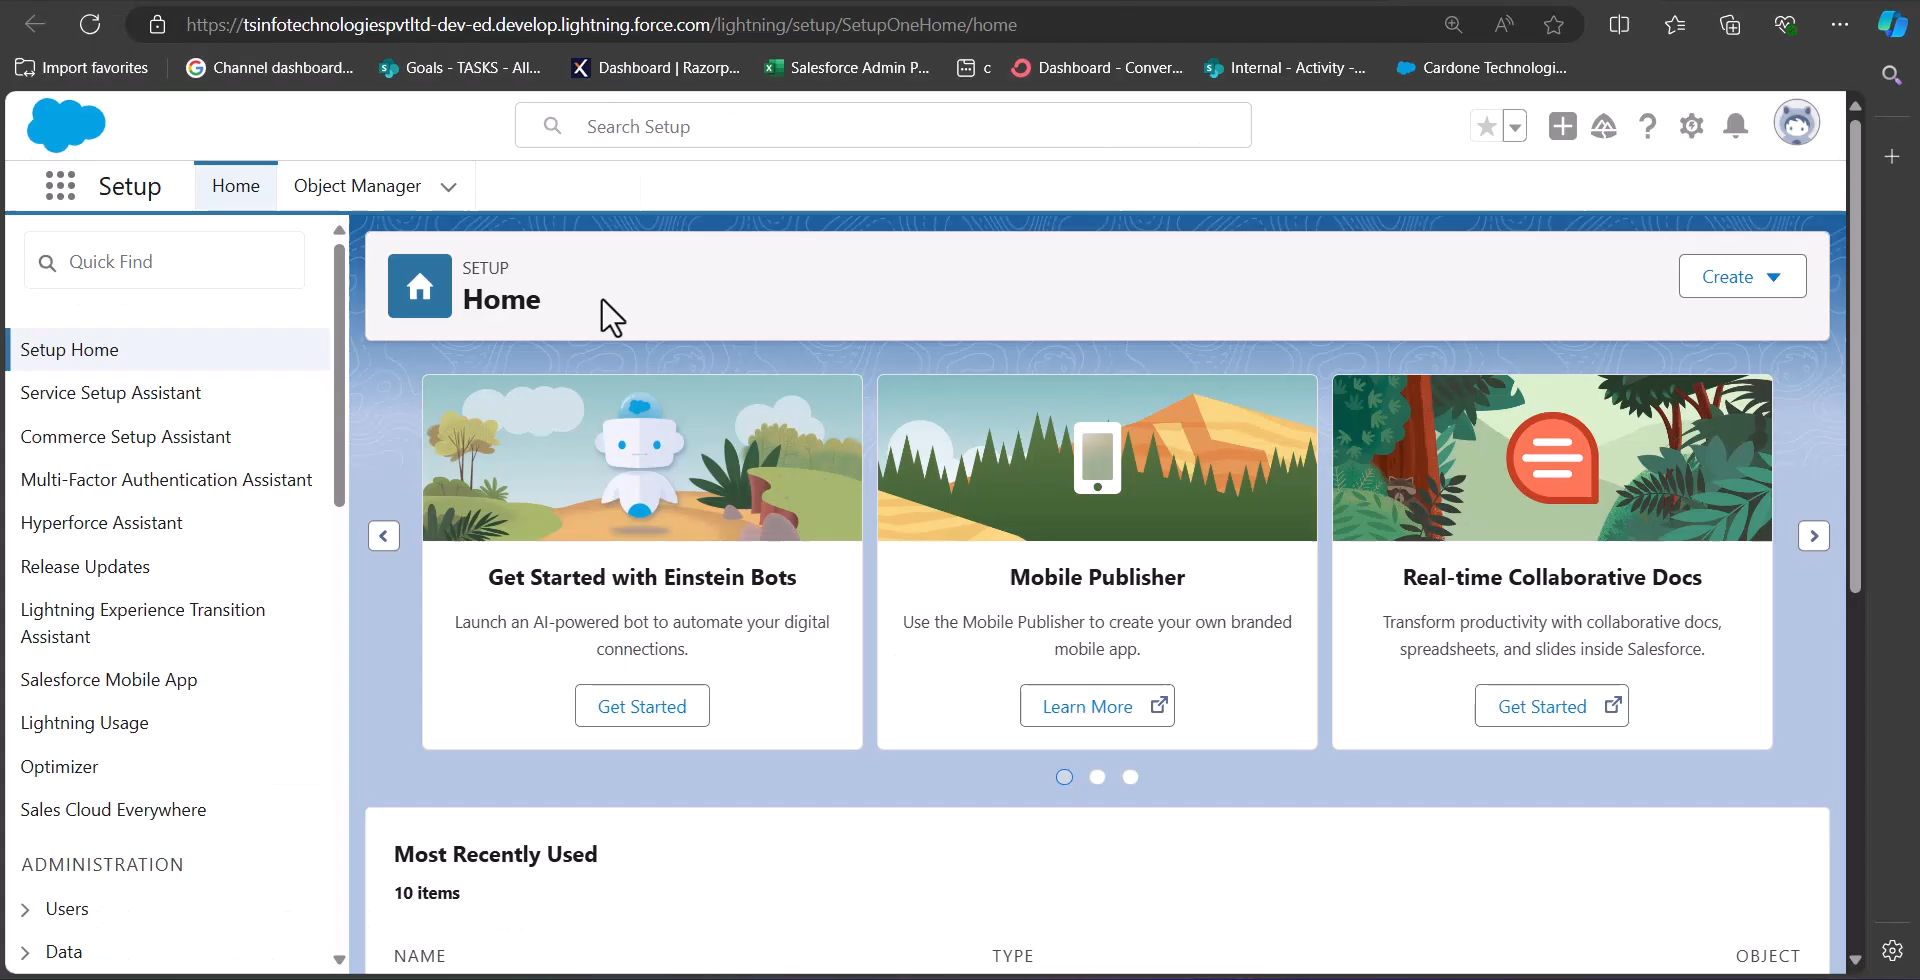 https://tsinfotechnologiespvtltd-dev-ed.develop.lightning.force.com/lightning/setup/SetupOneHome/home
Import favorites
Channel dashboard...
Goals - TASKS - All...
Dashboard | Razorp...
Salesforce Admin P...
c
Dashboard - Conver...
Internal - Activity -...
Cardone Technologi...
Search Setup
Setup
Home
Object Manager
Quick Find
SETUP
Home
Create
Setup Home
Service Setup Assistant
Commerce Setup Assistant
Multi-Factor Authentication Assistant
Hyperforce Assistant
Release Updates
Lightning Experience Transition
Assistant
Salesforce Mobile App
Lightning Usage
Optimizer
Sales Cloud Everywhere
ADMINISTRATION
Users
Data
Get Started with Einstein Bots
Launch an AI-powered bot to automate your digital
connections.
Get Started
Mobile Publisher
Use the Mobile Publisher to create your own branded
mobile app.
Learn More
Real-time Collaborative Docs
Transform productivity with collaborative docs,
spreadsheets, and slides inside Salesforce.
Get Started
Most Recently Used
10 items
NAME
TYPE
OBJECT